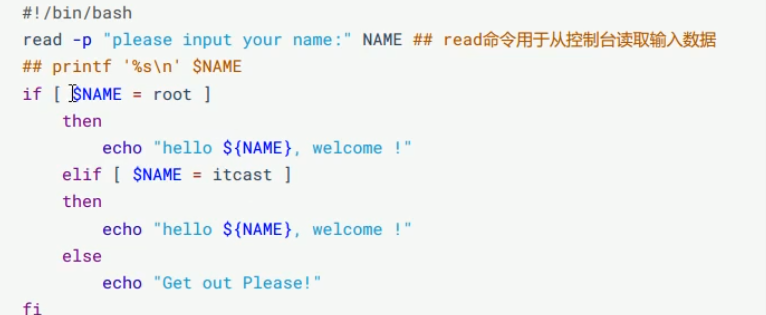 #!/bin/bash
read -p "please input your name:" NAME ## read命令用于从控制台读取输入数据
## printf '%s\n' $NAME
if [ $NAME = root ]
    then
        echo "hello ${NAME}, welcome !"
    elif [ $NAME = itcast ]
    then
        echo "hello ${NAME}, welcome !"
    else
        echo "Get out Please!"
fi